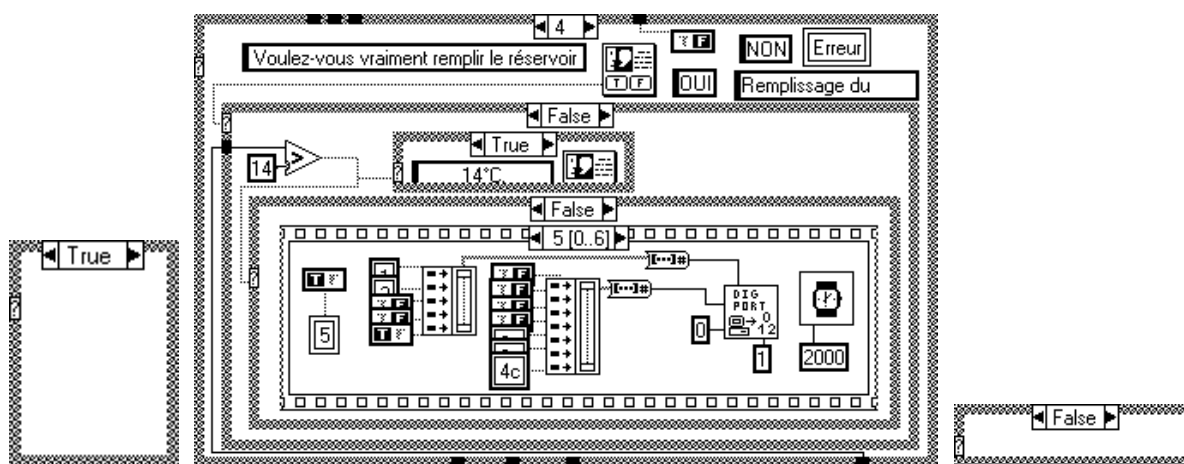 4
Voulez-vous vraiment remplir le réservoir
T F
F
NON
Erreur
OUI
Remplissage du
? False
?
True
14
>
14°C.
?
False
5 [0..6]
True
?
T
5
F
F
T
F
F
F
4c
[...]#
[...]#
DIG
PORT
0
12
0
1
2000
?
False
?